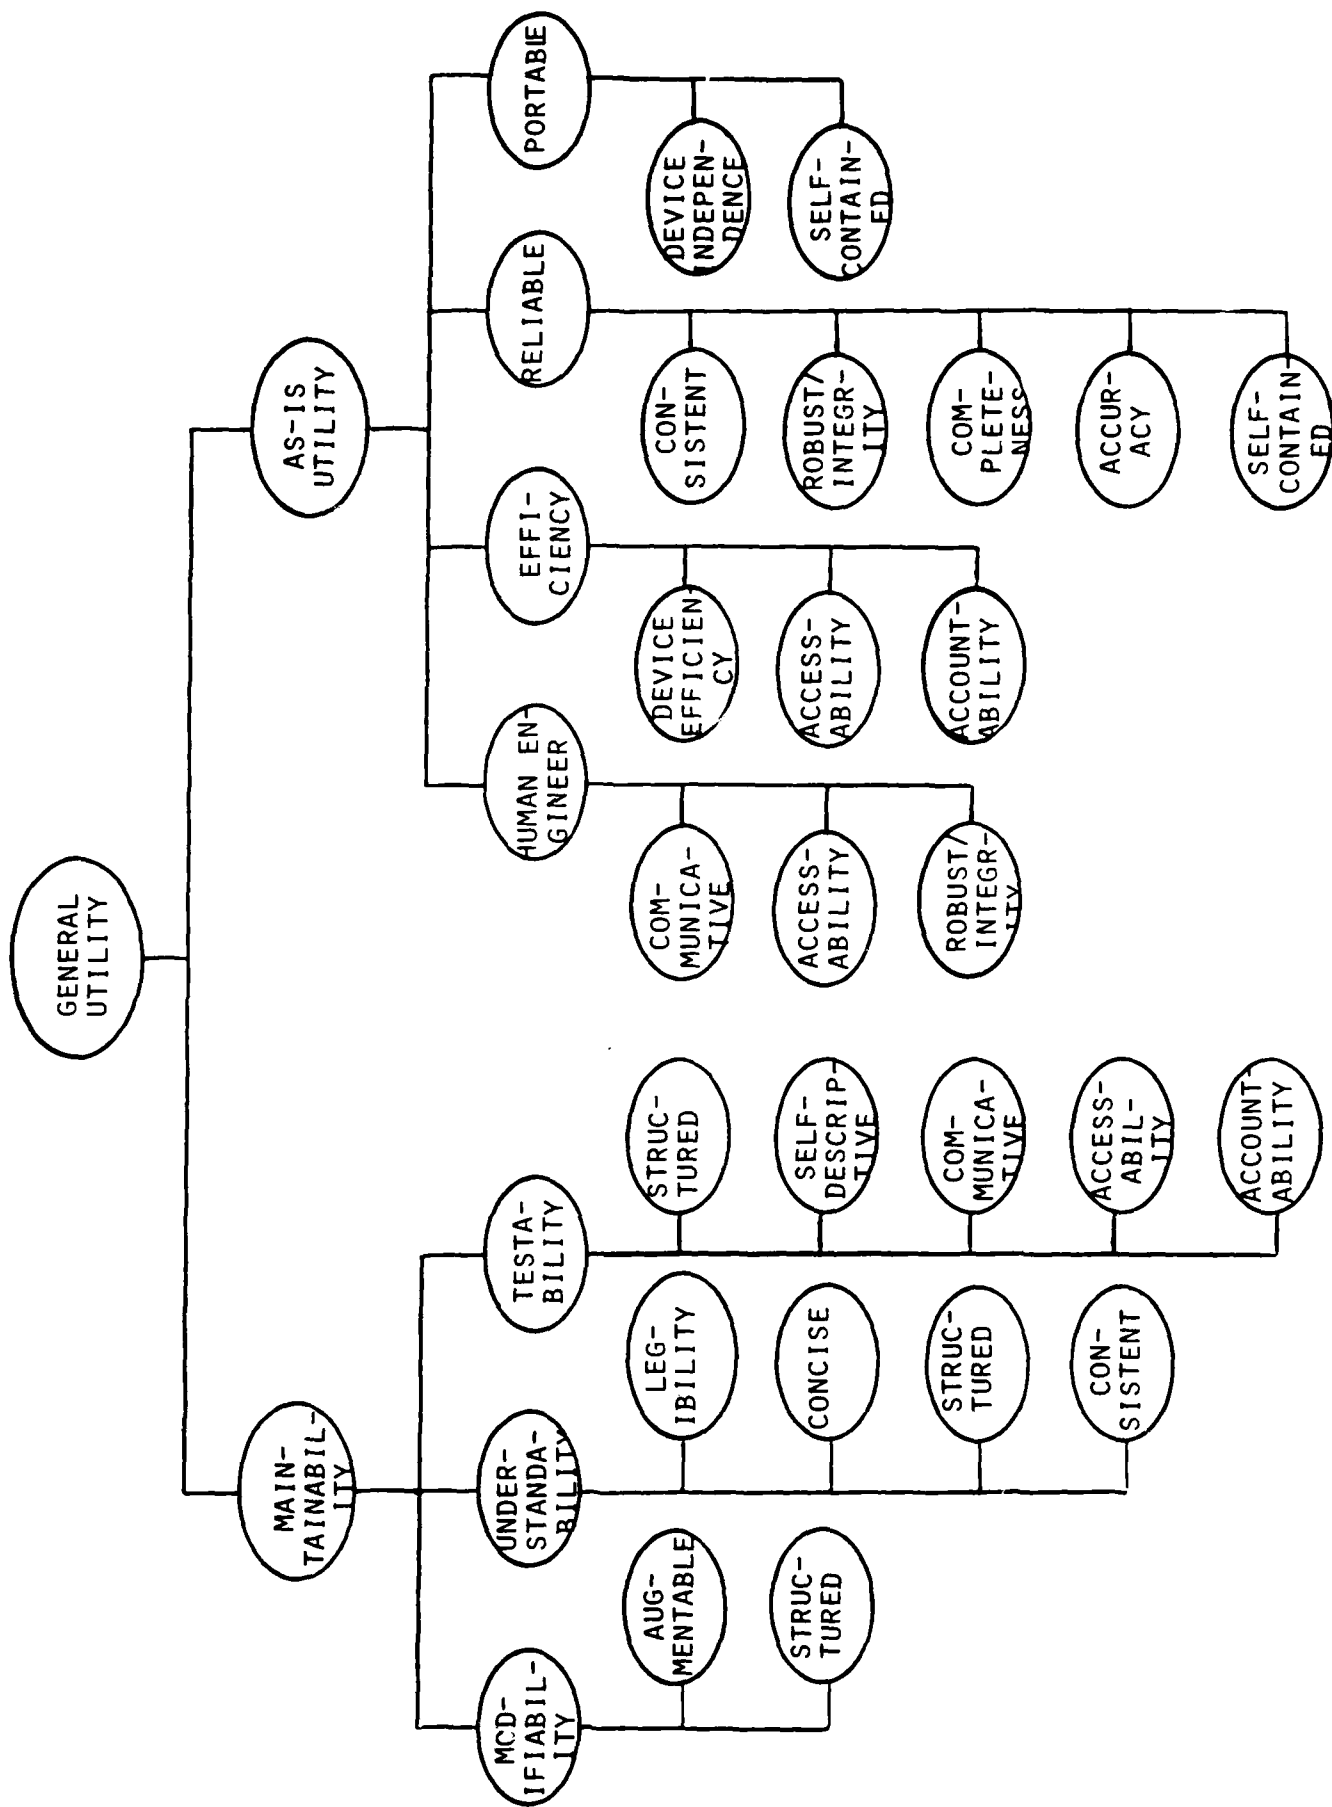 GENERAL
UTILITY
MAIN-
TAINABIL-
ITY
AS-IS
UTILITY
MCD-
IFIABIL-
ITY
UNDER-
STANDA-
BILITY
TESTA-
BILITY
HUMAN EN-
GINEER
EFFI-
CIENCY
RELIABLE
PORTABLE
AUG-
MENTABLE
STRUC-
TURED
LEG-
IBILITY
CONCISE
STRUC-
TURED
CON-
SISTENT
STRUC-
TURED
SELF-
DESCRIP-
TIVE
COM-
MUNICA-
TIVE
ACCESS-
ABIL-
ITY
ACCOUNT-
ABILITY
COM-
MUNICA-
TIVE
ACCESS-
ABILITY
ROBUST/
INTEGR-
ITY
DEVICE
EFFICIEN-
CY
ACCESS-
ABILITY
ACCOUNT-
ABILITY
CON-
SISTENT
ROBUST/
INTEGR-
ITY
COM-
PLETE-
NESS
ACCUR-
ACY
SELF-
CONTAIN-
ED
DEVICE
INDEPEN-
DENCE
SELF-
CONTAIN-
ED